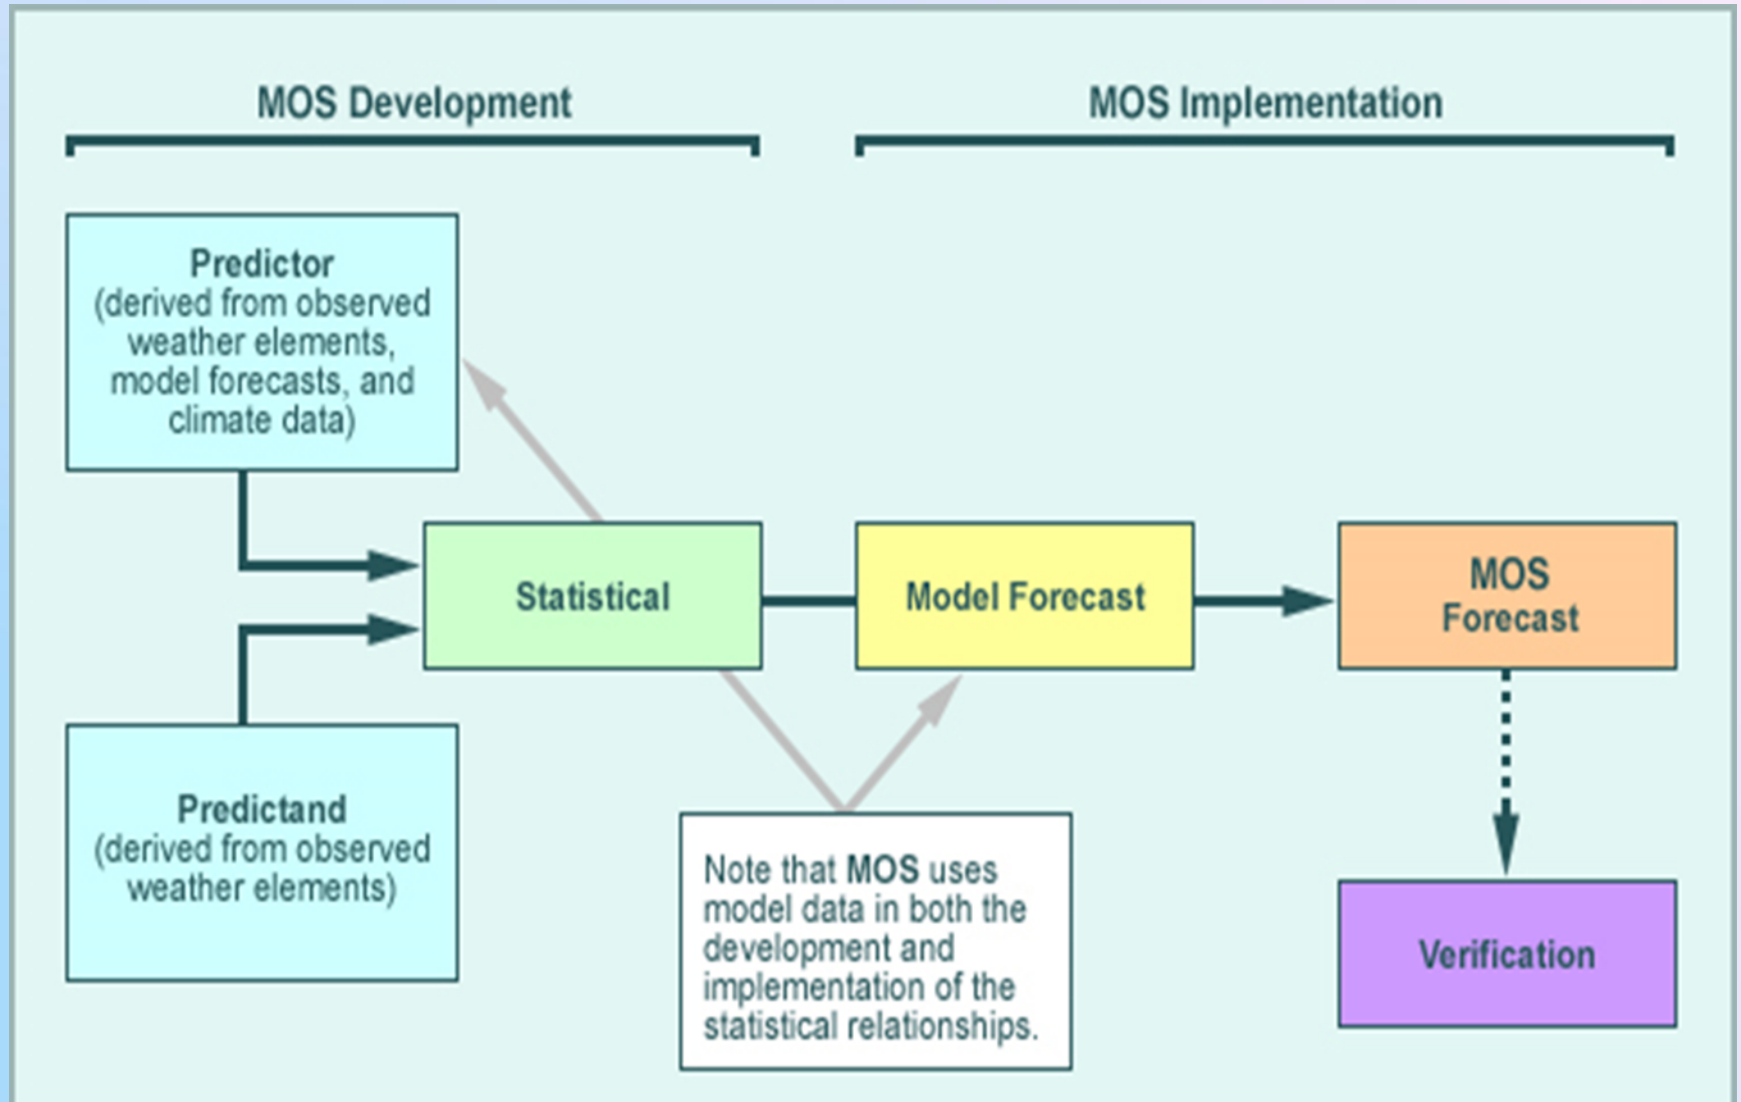 MOS Development
MOS Implementation
Predictor
(derived from observed
weather elements,
model forecasts, and
climate data)
Statistical
Model Forecast
MOS
Forecast
Predictand
(derived from observed
weather elements)
Note that MOS uses
model data in both the
development and
implementation of the
statistical relationships.
Verification